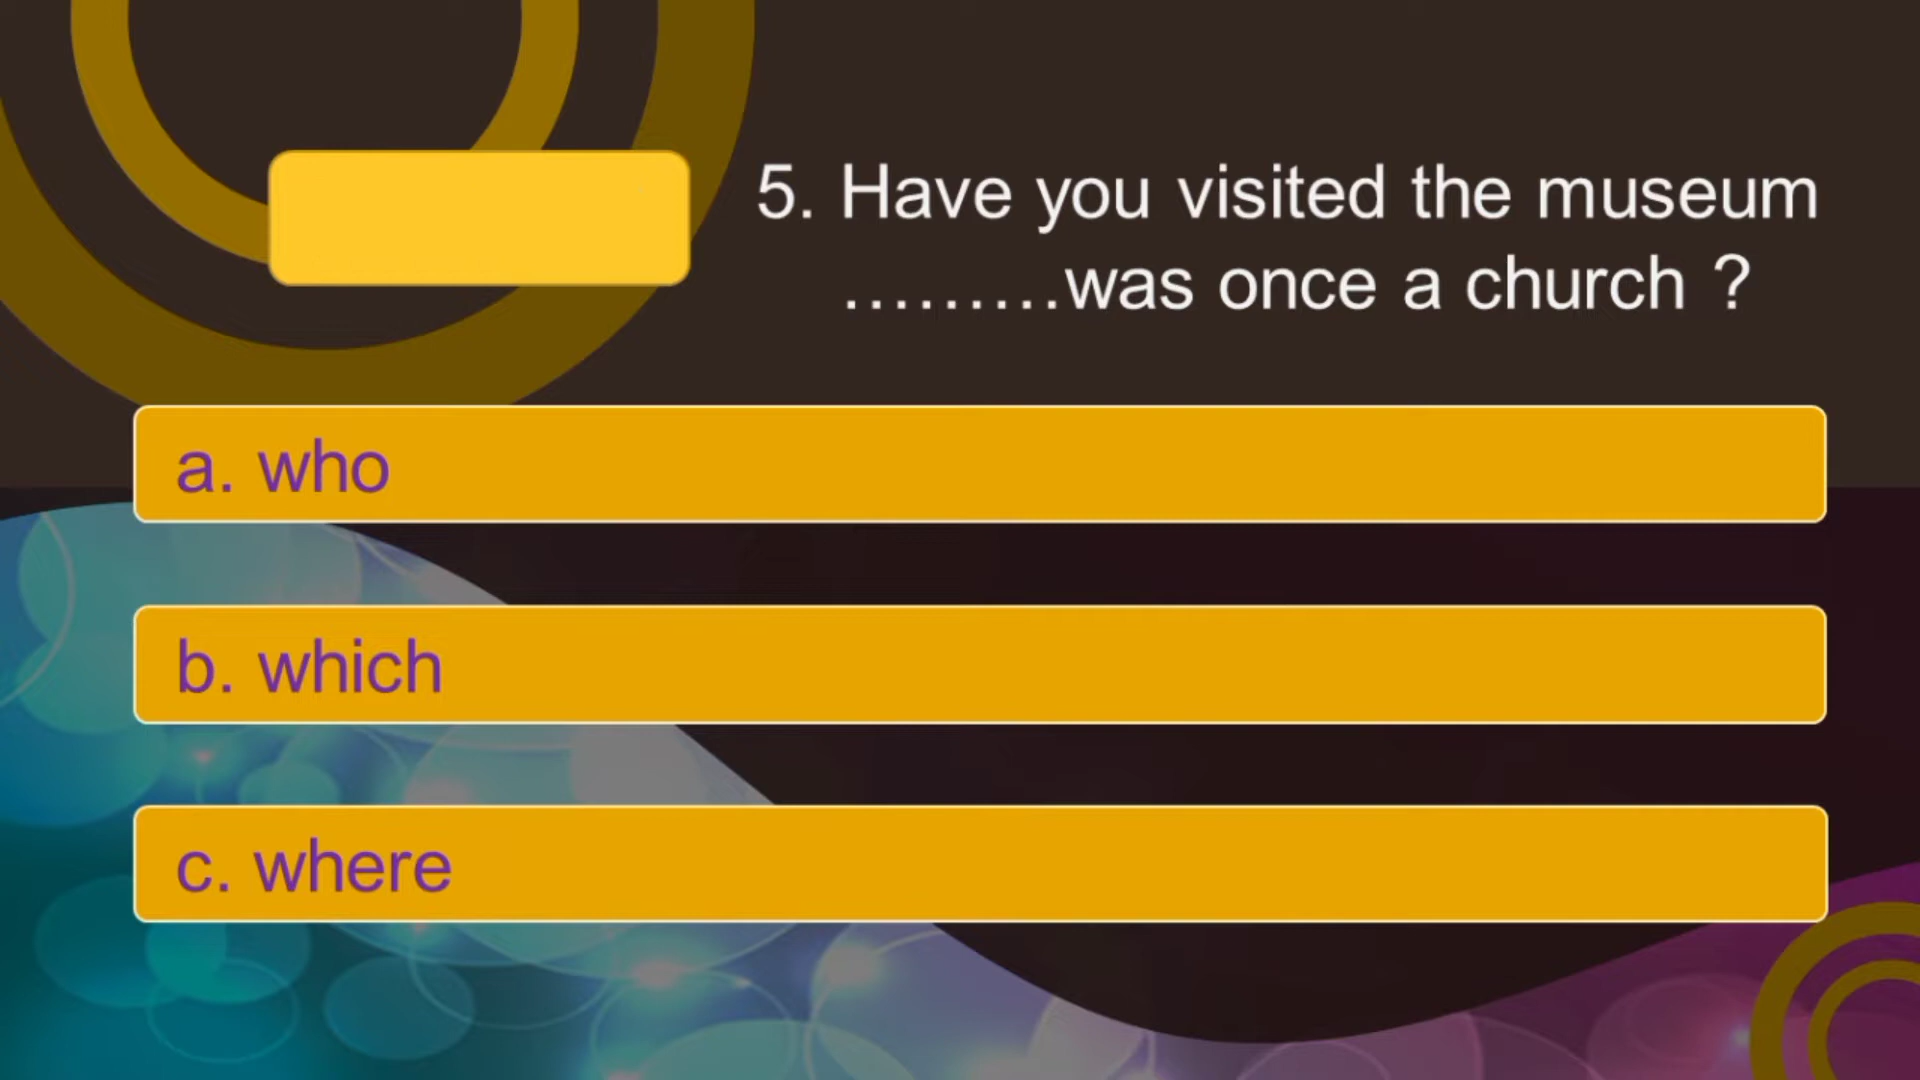 5. Have you visited the museum
.........was once a church ?
a. who
b. which
c. where